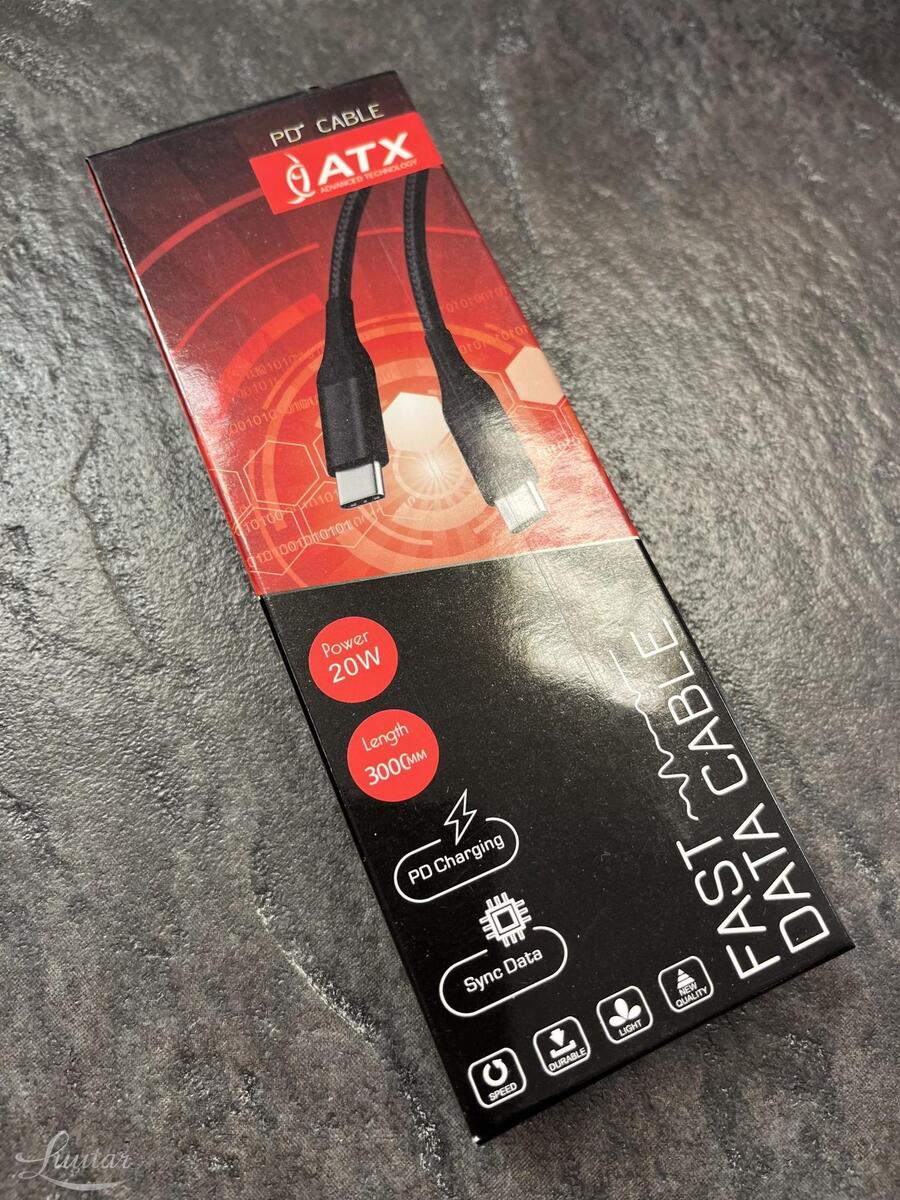 PD CABLE
ATX
ADVANCED TECHNOLOGY
Power
20W
Length
3000MM
PD Charging
Sync Data
FAST
DATA CABLE
SPEED
DURABLE
LIGHT
NEW
QUALITY
Luutar